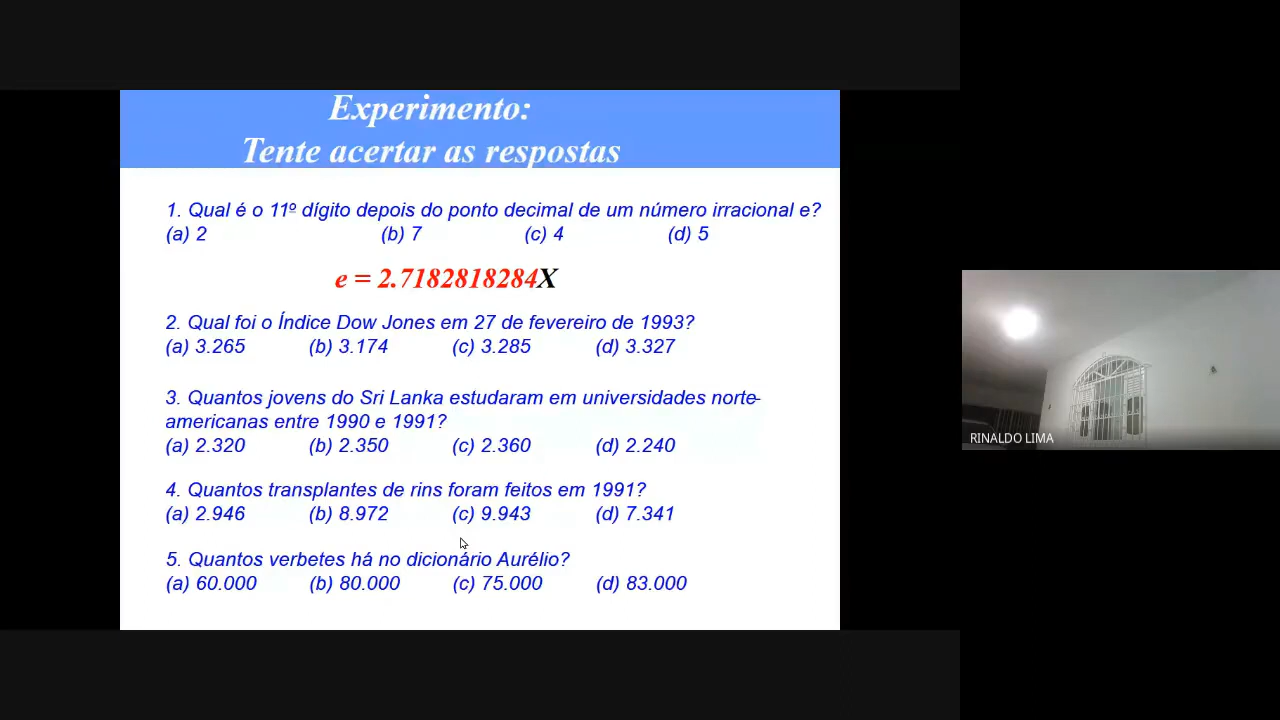 Experimento:
Tente acertar as respostas
1. Qual é o 11º dígito depois do ponto decimal de um número irracional e?
(a) 2 (b) 7 (c) 4 (d) 5
e = 2.7182818284X
2. Qual foi o Índice Dow Jones em 27 de fevereiro de 1993?
(a) 3.265 (b) 3.174 (c) 3.285 (d) 3.327
3. Quantos jovens do Sri Lanka estudaram em universidades norte-
americanas entre 1990 e 1991?
(a) 2.320 (b) 2.350 (c) 2.360 (d) 2.240
4. Quantos transplantes de rins foram feitos em 1991?
(a) 2.946 (b) 8.972 (c) 9.943 (d) 7.341
5. Quantos verbetes há no dicionário Aurélio?
(a) 60.000 (b) 80.000 (c) 75.000 (d) 83.000
RINALDO LIMA